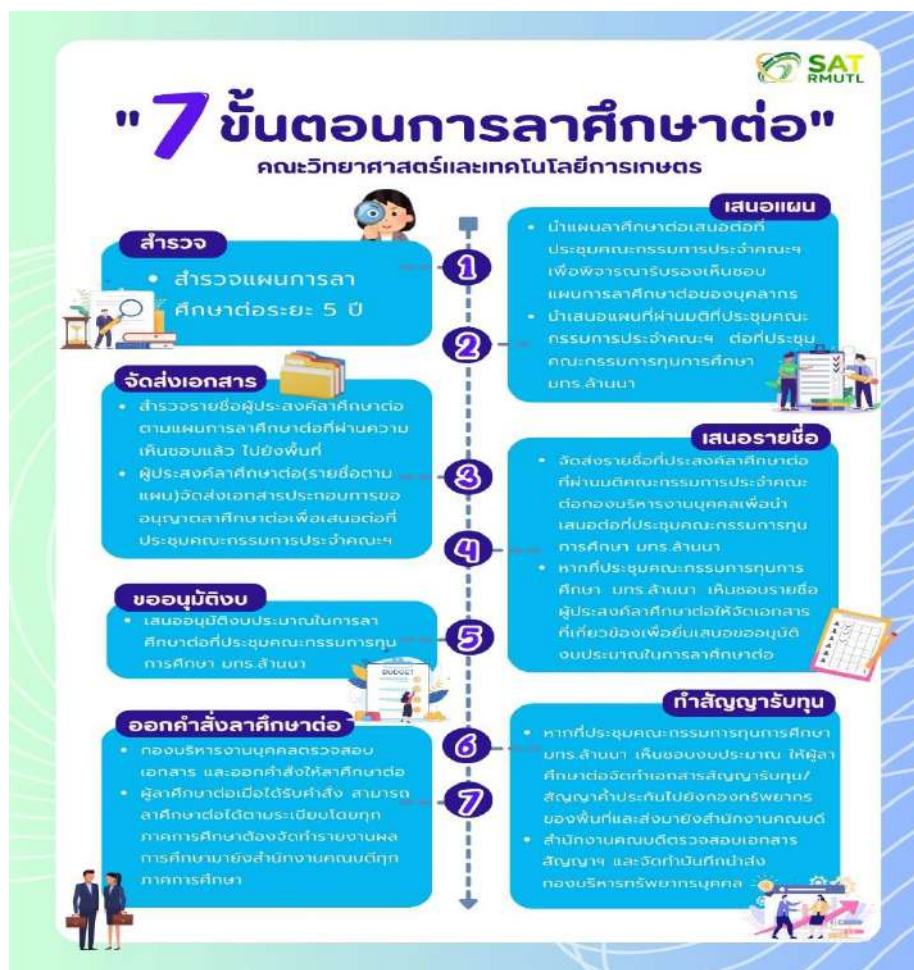 SAT
RMUTL
"7 ขั้นตอนการลาศึกษาต่อ"
คณะวิทยาศาสตร์และเทคโนโลยีการเกษตร
1
สำรวจ
• สำรวจแผนการลา
ศึกษาต่อระยะ 5 ปี
2
เสนอแผน
• นำแผนลาศึกษาต่อเสนอต่อที่
ประชุมคณะกรรมการประจำคณะฯ
เพื่อพิจารณารับรองเห็นชอบ
แผนการลาศึกษาต่อของบุคลากร
• นำเสนอแผนที่ผ่านมติที่ประชุมคณะ
กรรมการประจำคณะฯ ต่อที่ประชุม
คณะกรรมการทุนการศึกษา
มทร.ล้านนา
3
จัดส่งเอกสาร
• สำรวจรายชื่อผู้ประสงค์ลาศึกษาต่อ
ตามแผนการลาศึกษาต่อที่ผ่านความ
เห็นชอบแล้ว ไปยังพื้นที่
• ผู้ประสงค์ลาศึกษาต่อ(รายชื่อตาม
แผน)จัดส่งเอกสารประกอบการขอ
อนุญาตลาศึกษาต่อเพื่อเสนอต่อที่
ประชุมคณะกรรมการประจำคณะฯ
4
เสนอรายชื่อ
• จัดส่งรายชื่อที่ประสงค์ลาศึกษาต่อ
ที่ผ่านมติคณะกรรมการประจำคณะ
ต่อกองบริหารงานบุคคลเพื่อนำ
เสนอต่อที่ประชุมคณะกรรมการทุน
การศึกษา มทร.ล้านนา
• หากที่ประชุมคณะกรรมการทุนการ
ศึกษา มทร.ล้านนา เห็นชอบรายชื่อ
ผู้ประสงค์ลาศึกษาต่อให้จัดเอกสาร
ที่เกี่ยวข้องเพื่อยื่นเสนอขออนุมัติ
งบประมาณในการลาศึกษาต่อ
5
ขออนุมัติงบ
• เสนออนุมัติงบประมาณในการลา
ศึกษาต่อที่ประชุมคณะกรรมการทุน
การศึกษา มทร.ล้านนา
BUDGET
6
ทำสัญญารับทุน
• หากที่ประชุมคณะกรรมการทุนการศึกษา
มทร.ล้านนา เห็นชอบงบประมาณ ให้ผู้ลา
ศึกษาต่อจัดทำเอกสารสัญญารับทุน/
สัญญาค้ำประกันไปยังกองทรัพยากร
ของพื้นที่และส่งมายังสำนักงานคณบดี
• สำนักงานคณบดีตรวจสอบเอกสาร
สัญญาฯ และจัดทำบันทึกนำส่ง
กองบริหารทรัพยากรบุคคล
7
ออกคำสั่งลาศึกษาต่อ
• กองบริหารงานบุคคลตรวจสอบ
เอกสาร และออกคำสั่งให้ลาศึกษาต่อ
• ผู้ลาศึกษาต่อเมื่อได้รับคำสั่ง สามารถ
ลาศึกษาต่อได้ตามระเบียบโดยทุก
ภาคการศึกษาต้องจัดทำรายงานผล
การศึกษามายังสำนักงานคณบดีทุก
ภาคการศึกษา